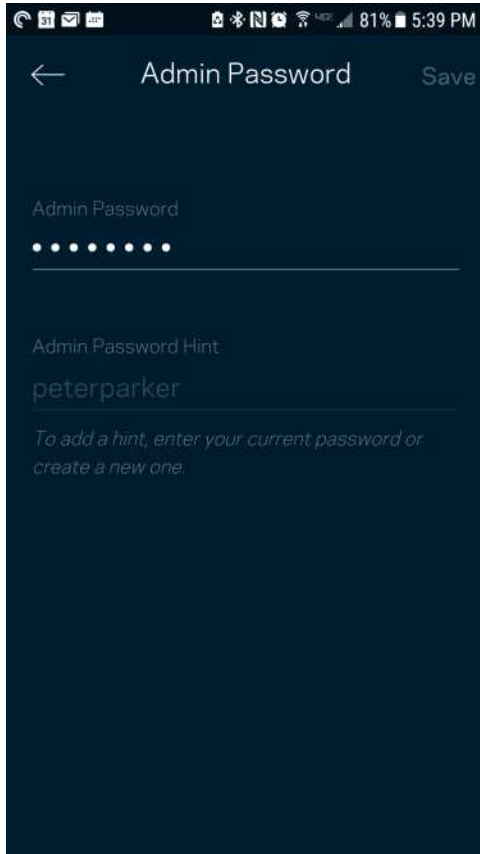 31 81% 5:39 PM
Admin Password Save
Admin Password
••••••••
Admin Password Hint
peterparker
To add a hint, enter your current password or
create a new one.